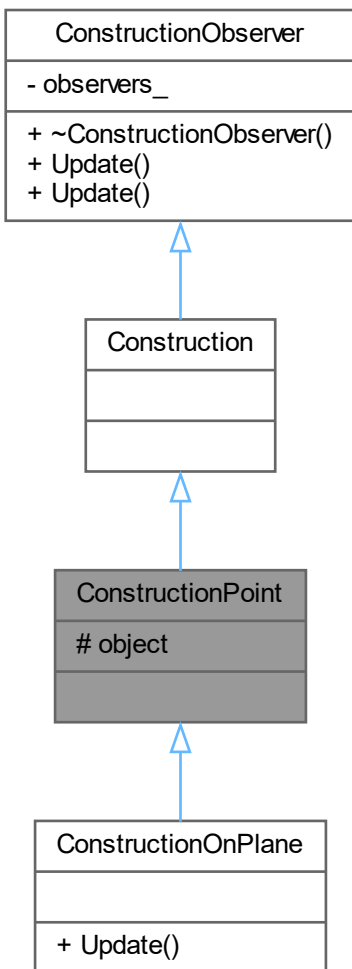 ConstructionObserver
- observers_
+ ~ConstructionObserver()
+ Update()
+ Update()
Construction
ConstructionPoint
# object
ConstructionOnPlane
+ Update()